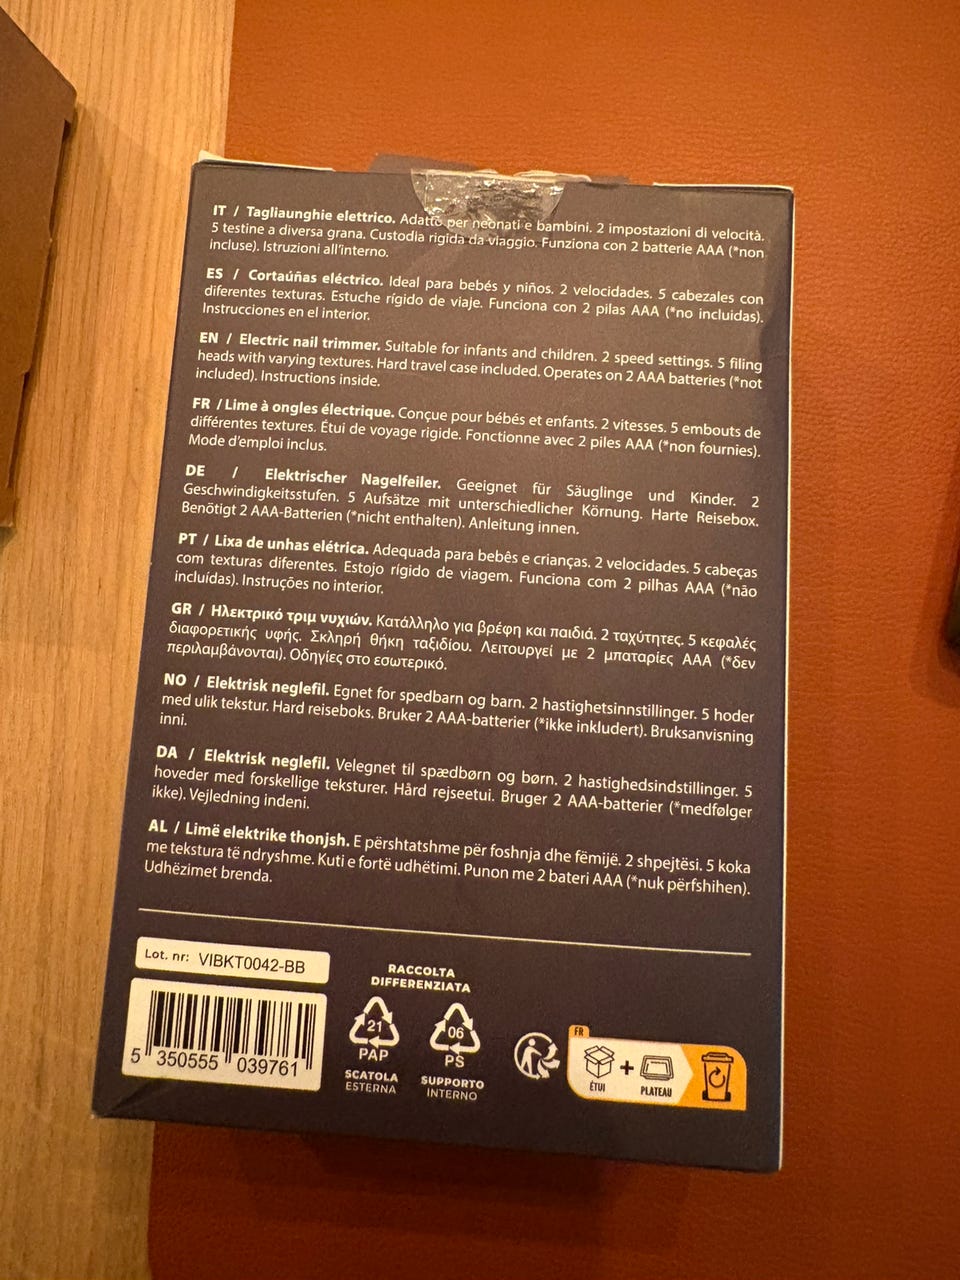 IT / Tagliaunghie elettrico. Adatto per neonati e bambini. 2 impostazioni di velocità.
5 testine a diversa grana. Custodia rigida da viaggio. Funziona con 2 batterie AAA (*non
incluse). Istruzioni all'interno.
ES / Cortaúñas eléctrico. Ideal para bebés y niños. 2 velocidades. 5 cabezales con
diferentes texturas. Estuche rígido de viaje. Funciona con 2 pilas AAA (*no incluidas).
Instrucciones en el interior.
EN / Electric nail trimmer. Suitable for infants and children. 2 speed settings. 5 filing
heads with varying textures. Hard travel case included. Operates on 2 AAA batteries (*not
included). Instructions inside.
FR / Lime à ongles électrique. Conçue pour bébés et enfants. 2 vitesses. 5 embouts de
différentes textures. Étui de voyage rigide. Fonctionne avec 2 piles AAA (*non fournies).
Mode d'emploi inclus.
DE / Elektrischer Nagelfeiler. Geeignet für Säuglinge und Kinder. 2
Geschwindigkeitsstufen. 5 Aufsätze mit unterschiedlicher Körnung. Harte Reisebox.
Benötigt 2 AAA-Batterien (*nicht enthalten). Anleitung innen.
PT / Lixa de unhas elétrica. Adequada para bebês e crianças. 2 velocidades. 5 cabeças
com texturas diferentes. Estojo rígido de viagem. Funciona com 2 pilhas AAA (*não
incluídas). Instruções no interior.
GR / Ηλεκτρικό τριμ νυχιών. Κατάλληλο για βρέφη και παιδιά. 2 ταχύτητες. 5 κεφαλές
διαφορετικής υφής. Σκληρή θήκη ταξιδίου. Λειτουργεί με 2 μπαταρίες AAA (*δεν
περιλαμβάνονται). Οδηγίες στο εσωτερικό.
NO / Elektrisk neglefil. Egnet for spedbarn og barn. 2 hastighetsinnstillinger. 5 hoder
med ulik tekstur. Hard reiseboks. Bruker 2 AAA-batterier (*ikke inkludert). Bruksanvisning
inni.
DA / Elektrisk neglefil. Velegnet til spædbørn og børn. 2 hastighedsindstillinger. 5
hoveder med forskellige teksturer. Hård rejseetui. Bruger 2 AAA-batterier (*medfølger
ikke). Vejledning indeni.
AL / Limë elektrike thonjsh. E përshtatshme për foshnja dhe fëmijë. 2 shpejtësi. 5 koka
me tekstura të ndryshme. Kuti e fortë udhëtimi. Punon me 2 bateri AAA (*nuk përfshihen).
Udhëzimet brenda.
Lot. nr: VIBKT0042-BB
5 350555 039761
RACCOLTA
DIFFERENZIATA
21
PAP
SCATOLA
ESTERNA
06
PS
SUPPORTO
INTERNO
FR
ÉTUI
+
PLATEAU